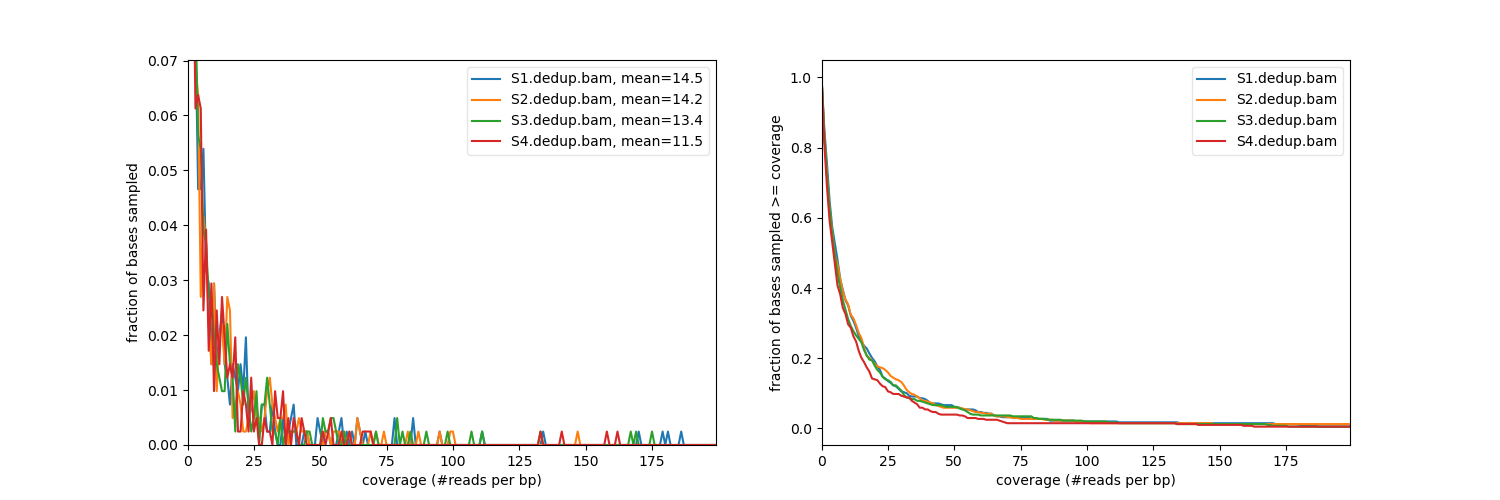 0.07
0.06
0.05
0.04
0.03
0.02
0.01
0.00
fraction of bases sampled
0 25 50 75 100 125 150 175
coverage (#reads per bp)
S1.dedup.bam, mean=14.5
S2.dedup.bam, mean=14.2
S3.dedup.bam, mean=13.4
S4.dedup.bam, mean=11.5
1.0
0.8
0.6
0.4
0.2
0.0
fraction of bases sampled >= coverage
0 25 50 75 100 125 150 175
coverage (#reads per bp)
S1.dedup.bam
S2.dedup.bam
S3.dedup.bam
S4.dedup.bam